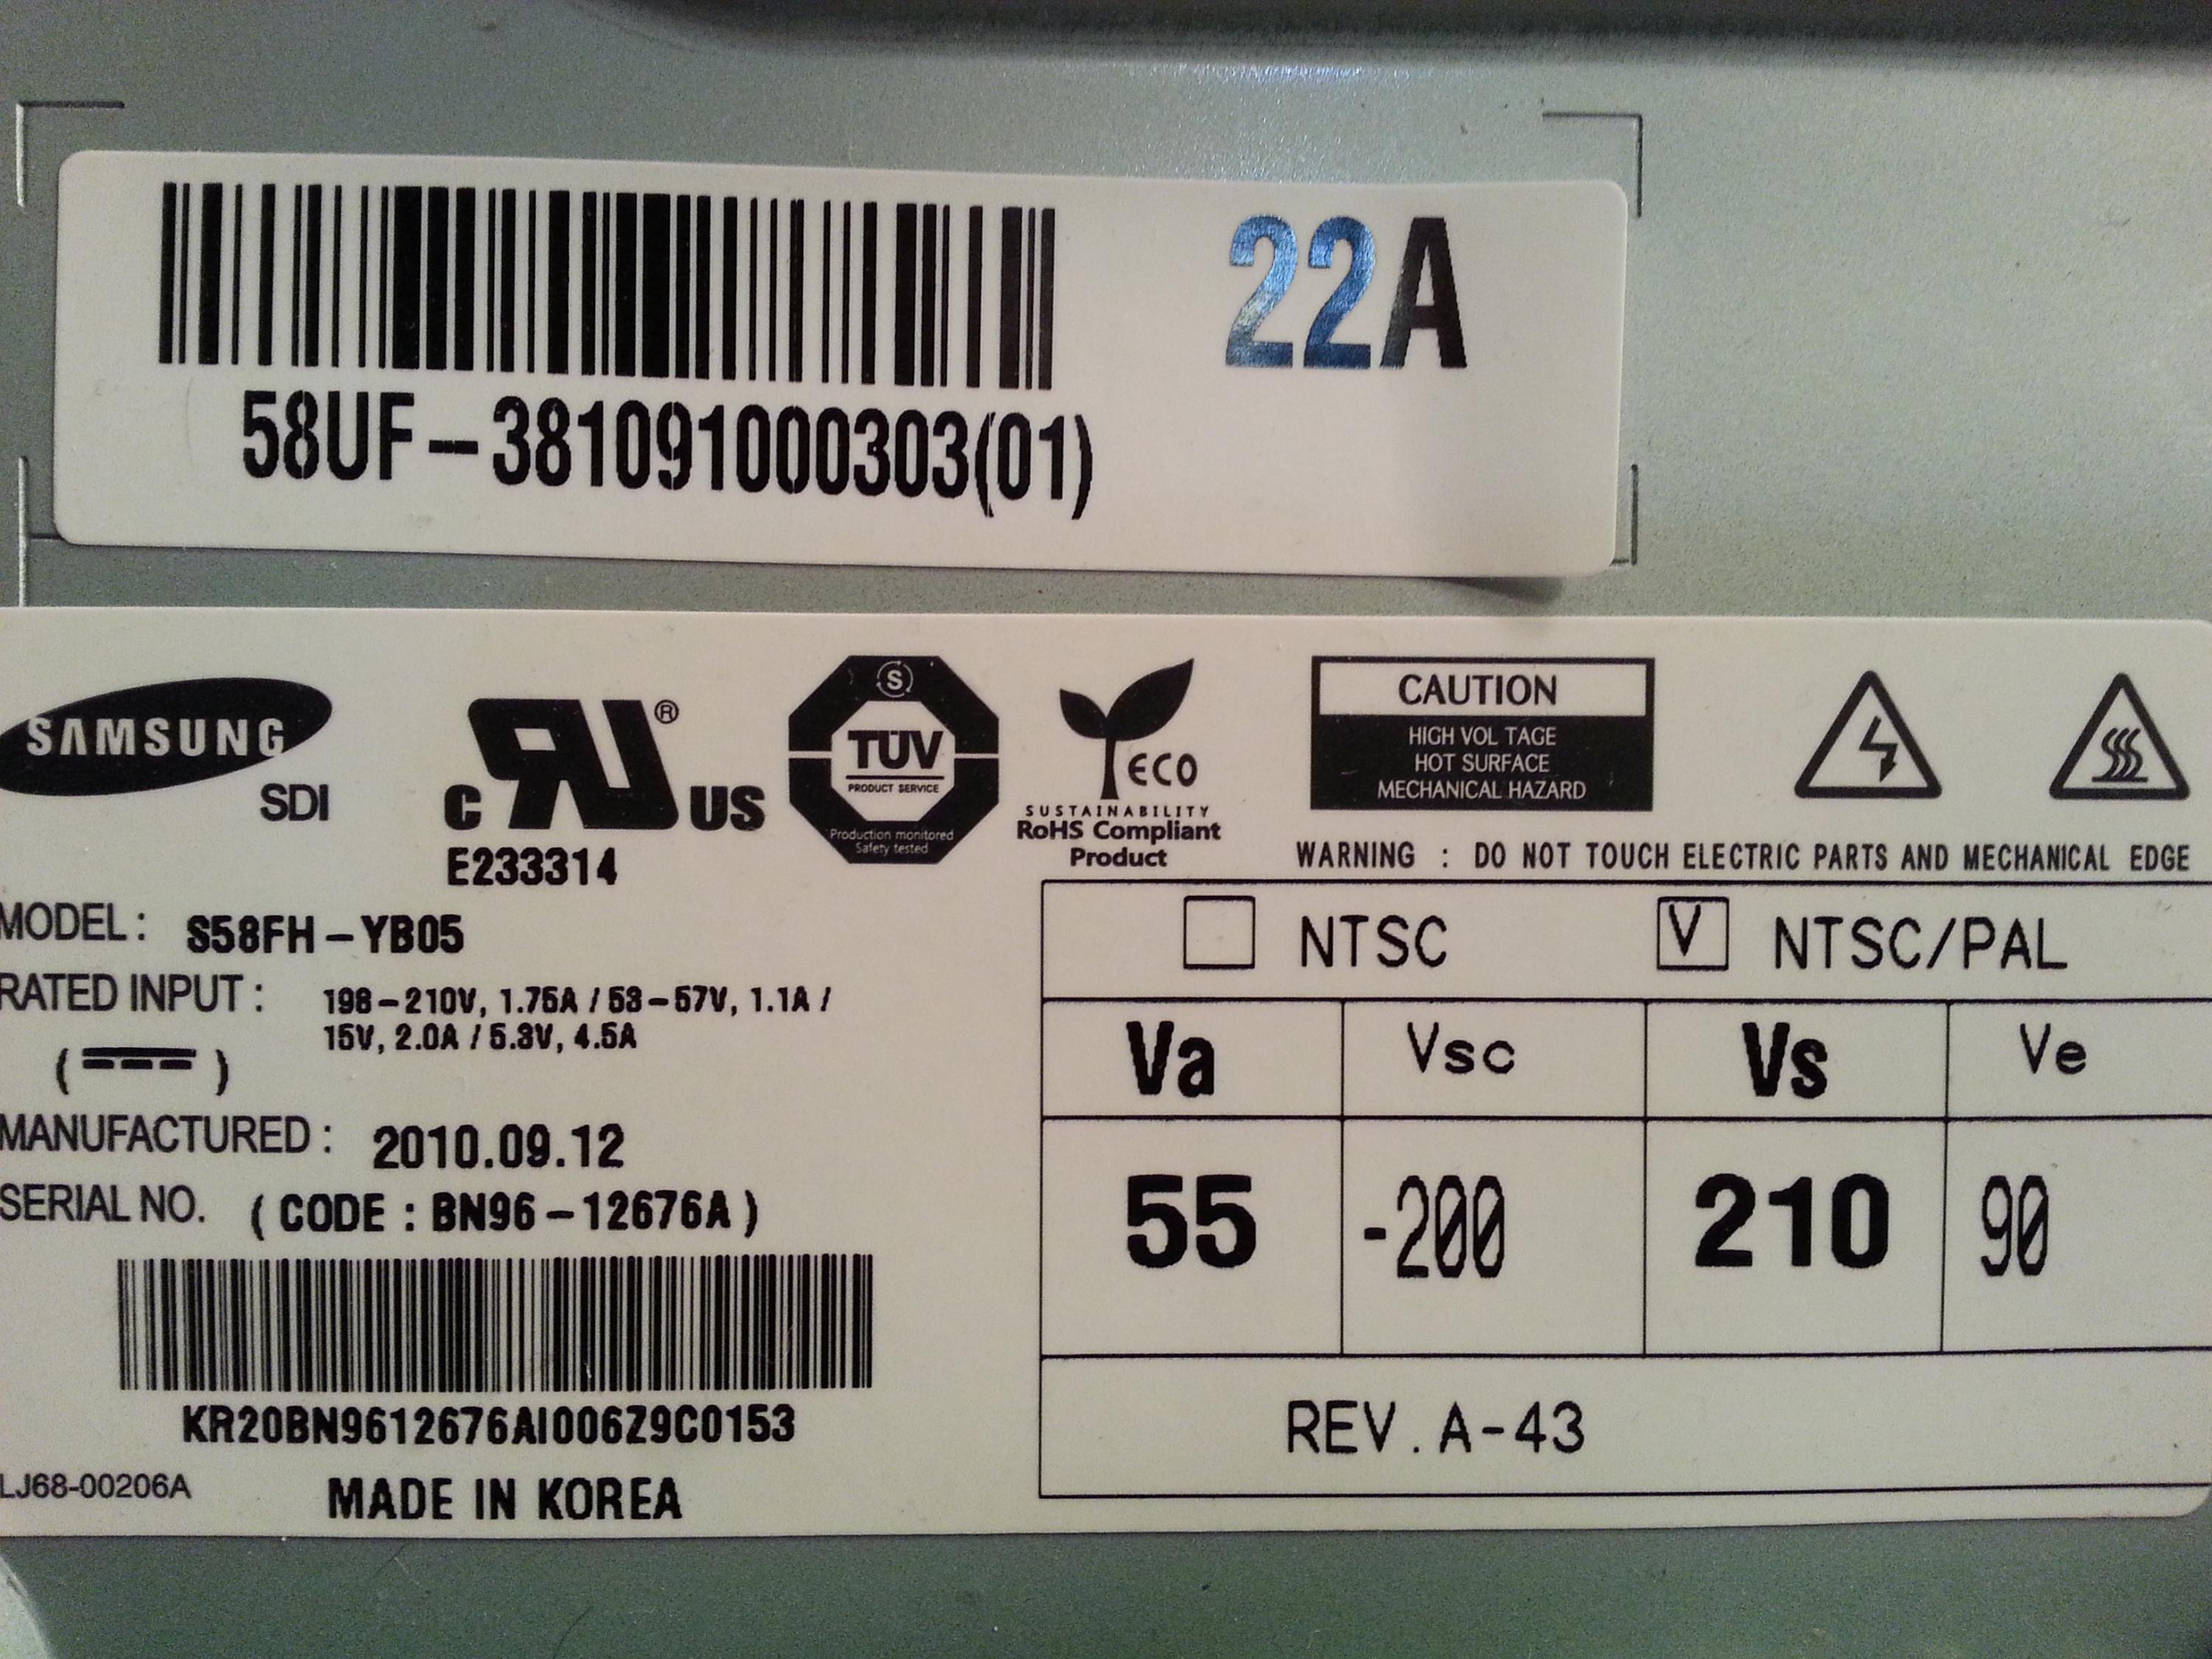 22A
58UF-381091000303(01)
SAMSUNG
SDI
C RU® US
E233314
S
TÜV
PRODUCT SERVICE
Production monitored
Safety tested
ECO
SUSTAINABILITY
RoHS Compliant
Product
CAUTION
HIGH VOL TAGE
HOT SURFACE
MECHANICAL HAZARD
WARNING : DO NOT TOUCH ELECTRIC PARTS AND MECHANICAL EDGE
MODEL: S58FH-YB05
RATED INPUT: 198-210V, 1.75A / 53-57V, 1.1A /
15V, 2.0A / 5.3V, 4.5A
MANUFACTURED: 2010.09.12
SERIAL NO. (CODE : BN96-12676A)
KR20BN9612676AI006Z9C0153
LJ68-00206A
MADE IN KOREA
NTSC V NTSC/PAL
Va Vsc Vs Ve
55 -200 210 90
REV.A-43